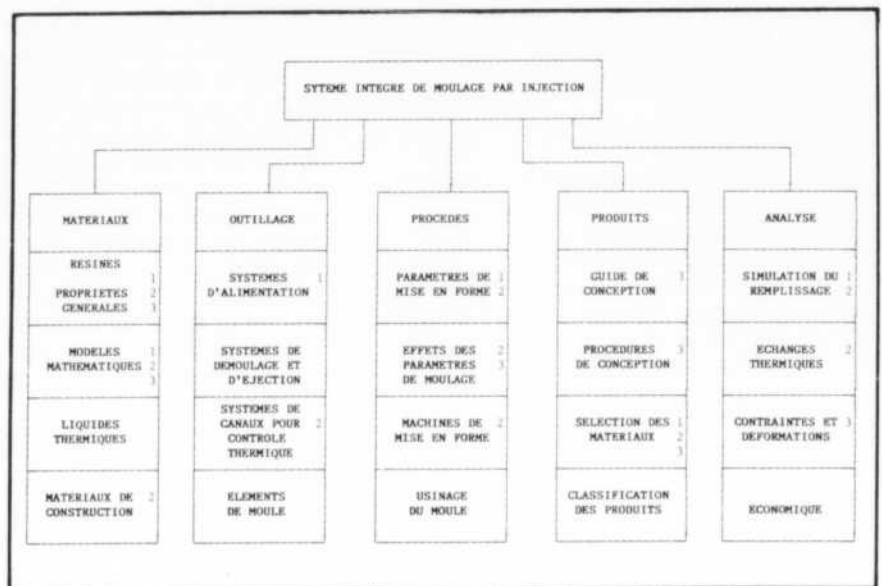 SYTEME INTEGRE DE MOULAGE PAR INJECTION
MATERIAUX
RESINES
1
PROPRIETES 2
GENERALES 3
MODELES 1
MATHEMATIQUES 2
3
LIQUIDES
THERMIQUES
MATERIAUX DE 2
CONSTRUCTION
OUTILLAGE
SYSTEMES 1
D'ALIMENTATION
SYSTEMES DE
DEMOULAGE ET
D'EJECTION
SYSTEMES DE
CANAUX POUR 2
CONTROLE
THERMIQUE
ELEMENTS
DE MOULE
PROCEDES
PARAMETRES DE 1
MISE EN FORME 2
EFFETS DES 2
PARAMETRES 3
DE MOULAGE
MACHINES DE 2
MISE EN FORME
USINAGE
DU MOULE
PRODUITS
GUIDE DE 3
CONCEPTION
PROCEDURES 3
DE CONCEPTION
SELECTION DES 1
MATERIAUX 2
3
CLASSIFICATION
DES PRODUITS
ANALYSE
SIMULATION DU 1
REMPLISSAGE 2
ECHANGES 2
THERMIQUES
CONTRAINTES ET 3
DEFORMATIONS
ECONOMIQUE